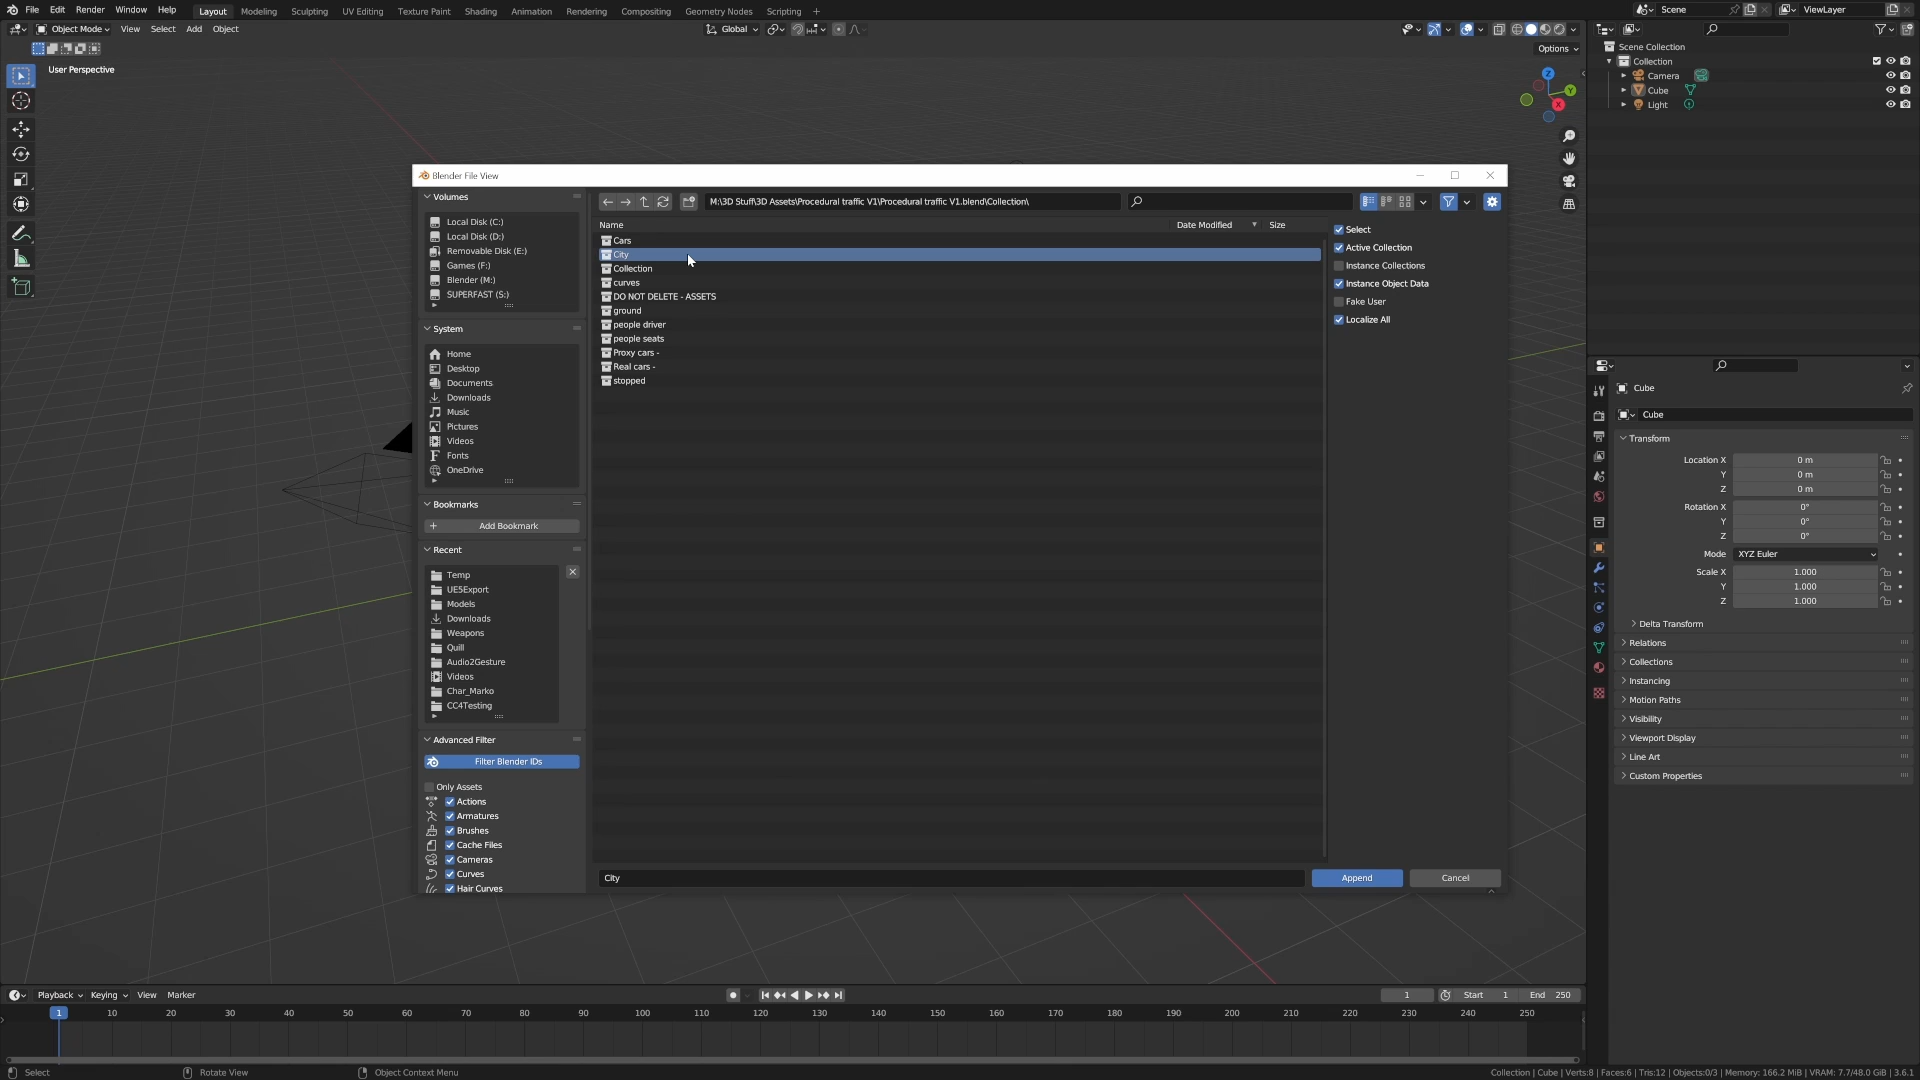 File Edit Render Window Help Layout Modeling Sculpting UV Editing Texture Paint Shading Animation Rendering Compositing Geometry Nodes Scripting + Scene ViewLayer
Object Mode View Select Add Object Global
Options
User Perspective
Scene Collection
Collection
Camera
Cube
Light
Blender File View
Volumes
Local Disk (C:)
Local Disk (D:)
Removable Disk (E:)
Games (F:)
Blender (M:)
SUPERFAST (S:)
System
Home
Desktop
Documents
Downloads
Music
Pictures
Videos
Fonts
OneDrive
Bookmarks
Add Bookmark
Recent
Temp
UE5Export
Models
Downloads
Weapons
Quill
Audio2Gesture
Videos
Char_Marko
CC4Testing
Advanced Filter
Filter Blender IDs
Only Assets
Actions
Armatures
Brushes
Cache Files
Cameras
Curves
Hair Curves
M:\3D Stuff\3D Assets\Procedural traffic V1\Procedural traffic V1.blend\Collection\
Name Date Modified Size
Cars
City
Collection
curves
DO NOT DELETE - ASSETS
ground
people driver
people seats
Proxy cars -
Real cars -
stopped
Select
Active Collection
Instance Collections
Instance Object Data
Fake User
Localize All
City
Append Cancel
Cube
Cube
Transform
Location X 0 m
Y 0 m
Z 0 m
Rotation X 0°
Y 0°
Z 0°
Mode XYZ Euler
Scale X 1.000
Y 1.000
Z 1.000
Delta Transform
Relations
Collections
Instancing
Motion Paths
Visibility
Viewport Display
Line Art
Custom Properties
Playback Keying View Marker 1 Start 1 End 250
1 10 20 30 40 50 60 70 80 90 100 110 120 130 140 150 160 170 180 190 200 210 220 230 240 250
Select Rotate View Object Context Menu Collection | Cube | Verts:8 | Faces:6 | Tris:12 | Objects:0/3 | Memory: 166.2 MiB | VRAM: 7.7/48.0 GiB | 3.6.1